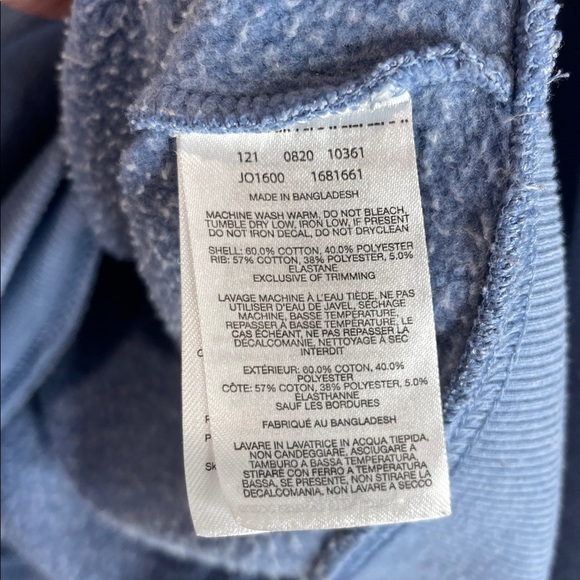 121 0820 10361
JO1600 1681661
MADE IN BANGLADESH
MACHINE WASH WARM, DO NOT BLEACH,
TUMBLE DRY LOW, IRON LOW, IF PRESENT
DO NOT IRON DECAL, DO NOT DRYCLEAN
SHELL: 60.0% COTTON, 40.0% POLYESTER
RIB: 57% COTTON, 38% POLYESTER, 5.0%
ELASTANE
EXCLUSIVE OF TRIMMING
LAVAGE MACHINE À L'EAU TIÈDE, NE PAS
UTILISER D'EAU DE JAVEL, SÉCHAGE
MACHINE, BASSE TEMPÉRATURE,
REPASSER À BASSE TEMPÉRATURE, LE
CAS ÉCHEANT, NE PAS REPASSER LA
DÉCALCOMANIE, NETTOYAGE À SEC
INTERDIT
EXTÉRIEUR: 60.0% COTON, 40.0%
POLYESTER
CÔTE: 57% COTON, 38% POLYESTER, 5.0%
ELASTHANNE
SAUF LES BORDURES
FABRIQUÉ AU BANGLADESH
LAVARE IN LAVATRICE IN ACQUA TIEPIDA,
NON CANDEGGIARE, ASCIUGARE A
TAMBURO A BASSA TEMPERATURA,
STIRARE CON FERRO A TEMPERATURA
BASSA, SE PRESENTE, NON STIRARE SU
DECALCOMANIA, NON LAVARE A SECCO